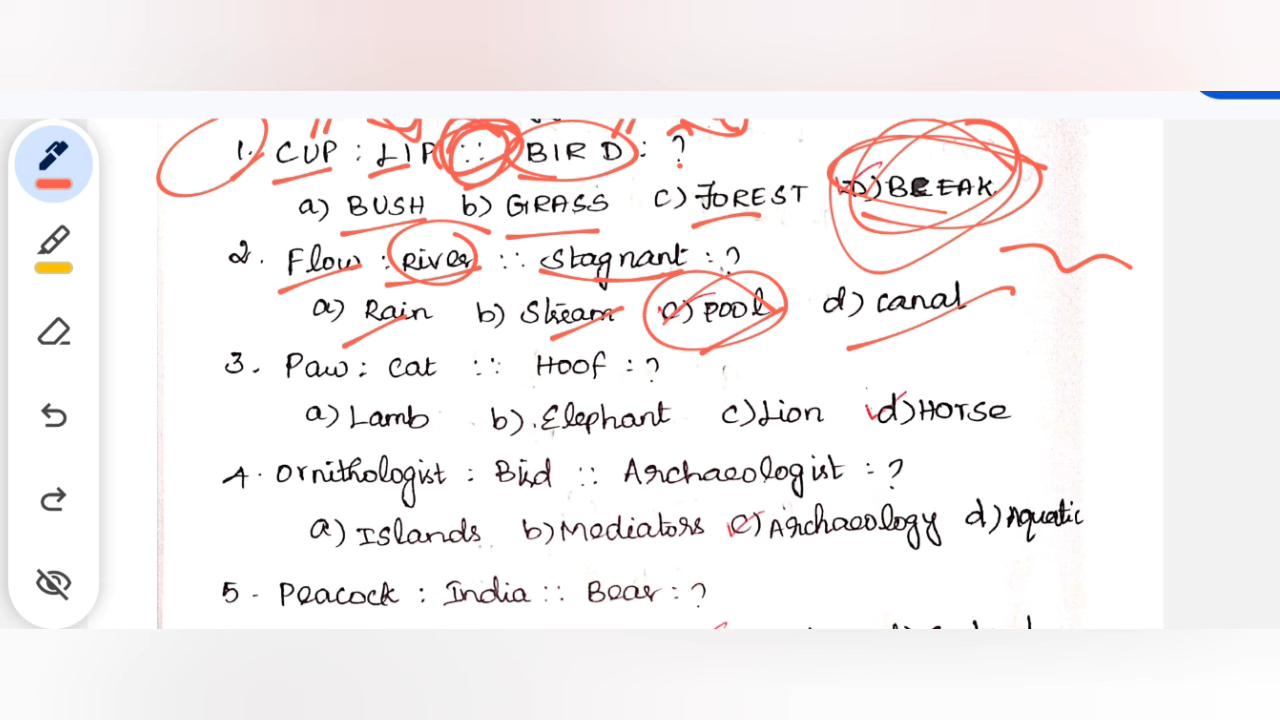 1. CUP : LIP :: BIRD : ?
a) BUSH b) GRASS c) FOREST D) BEEAK
2. Flow : River :: Stagnant : ?
a) Rain b) Stream c) pool d) canal
3. Paw : cat :: Hoof : ?
a) Lamb b) . Elephant c) Lion d) Horse
4. Ornithologist : Bird :: Archaeologist : ?
a) Islands b) Mediators c) Archaeology d) Aquatic
5 - Peacock : India :: Bear : ?